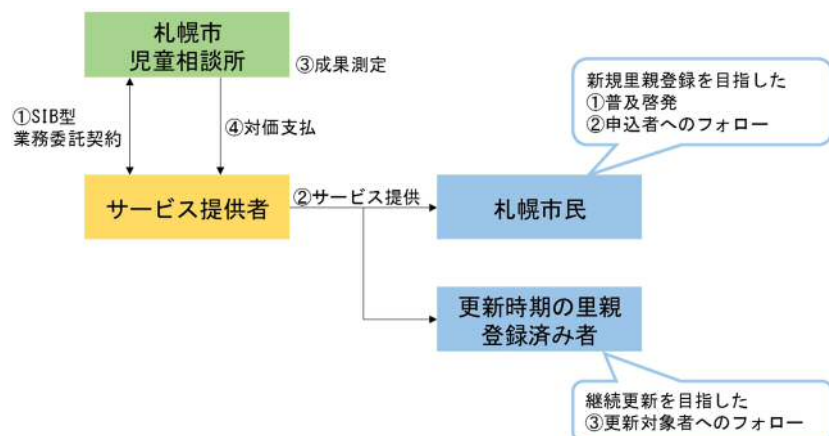 札幌市
児童相談所
③成果測定
①SIB型
業務委託契約
④対価支払
新規里親登録を目指した
①普及啓発
②申込者へのフォロー
サービス提供者
②サービス提供
札幌市民
更新時期の里親
登録済み者
継続更新を目指した
③更新対象者へのフォロー